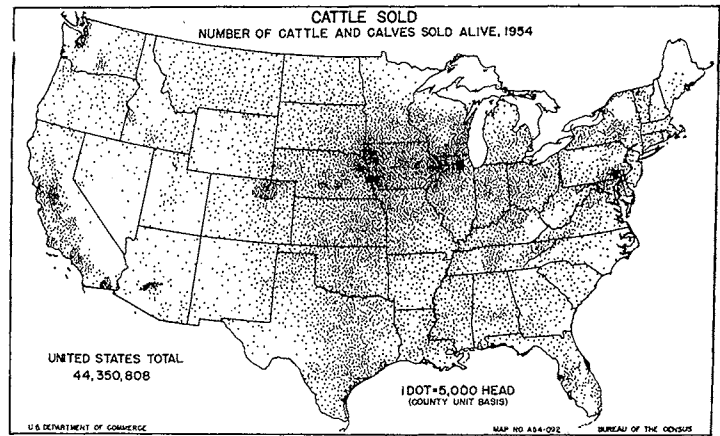 CATTLE SOLD
NUMBER OF CATTLE AND CALVES SOLD ALIVE, 1954
UNITED STATES TOTAL
44,350,808
1 DOT=5,000 HEAD
(COUNTY UNIT BASIS)
U.S. DEPARTMENT OF COMMERCE
MAP NO. A54-092
BUREAU OF THE CENSUS